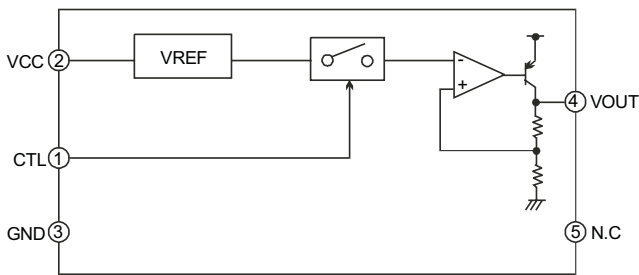 VCC 2
VREF
-
+
4 VOUT
CTL 1
GND 3
5 N.C